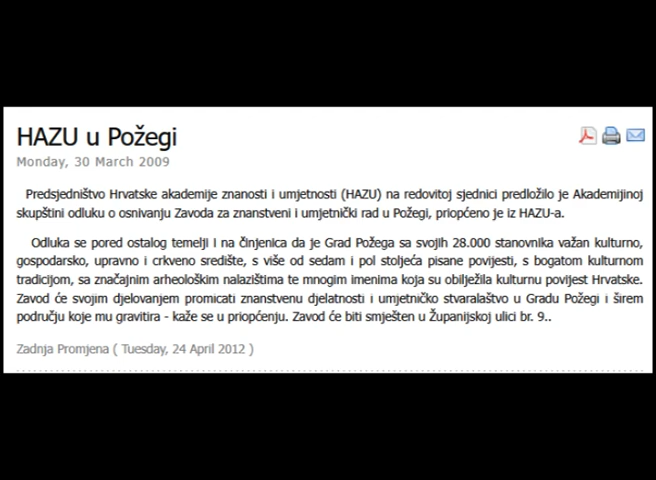 HAZU u Požegi
Monday, 30 March 2009
Predsjedništvo Hrvatske akademije znanosti i umjetnosti (HAZU) na redovitoj sjednici predložilo je Akademijinoj
skupštini odluku o osnivanju Zavoda za znanstveni i umjetnički rad u Požegi, priopćeno je iz HAZU-a.
Odluka se pored ostalog temelji I na činjenica da je Grad Požega sa svojih 28.000 stanovnika važan kulturno,
gospodarsko, upravno i crkveno središte, s više od sedam i pol stoljeća pisane povijesti, s bogatom kulturnom
tradicijom, sa značajnim arheološkim nalazištima te mnogim imenima koja su obilježila kulturnu povijest Hrvatske.
Zavod će svojim djelovanjem promicati znanstvenu djelatnosti i umjetničko stvaralaštvo u Gradu Požegi i širem
području koje mu gravitira - kaže se u priopćenju. Zavod će biti smješten u Županijskoj ulici br. 9..
Zadnja Promjena ( Tuesday, 24 April 2012 )